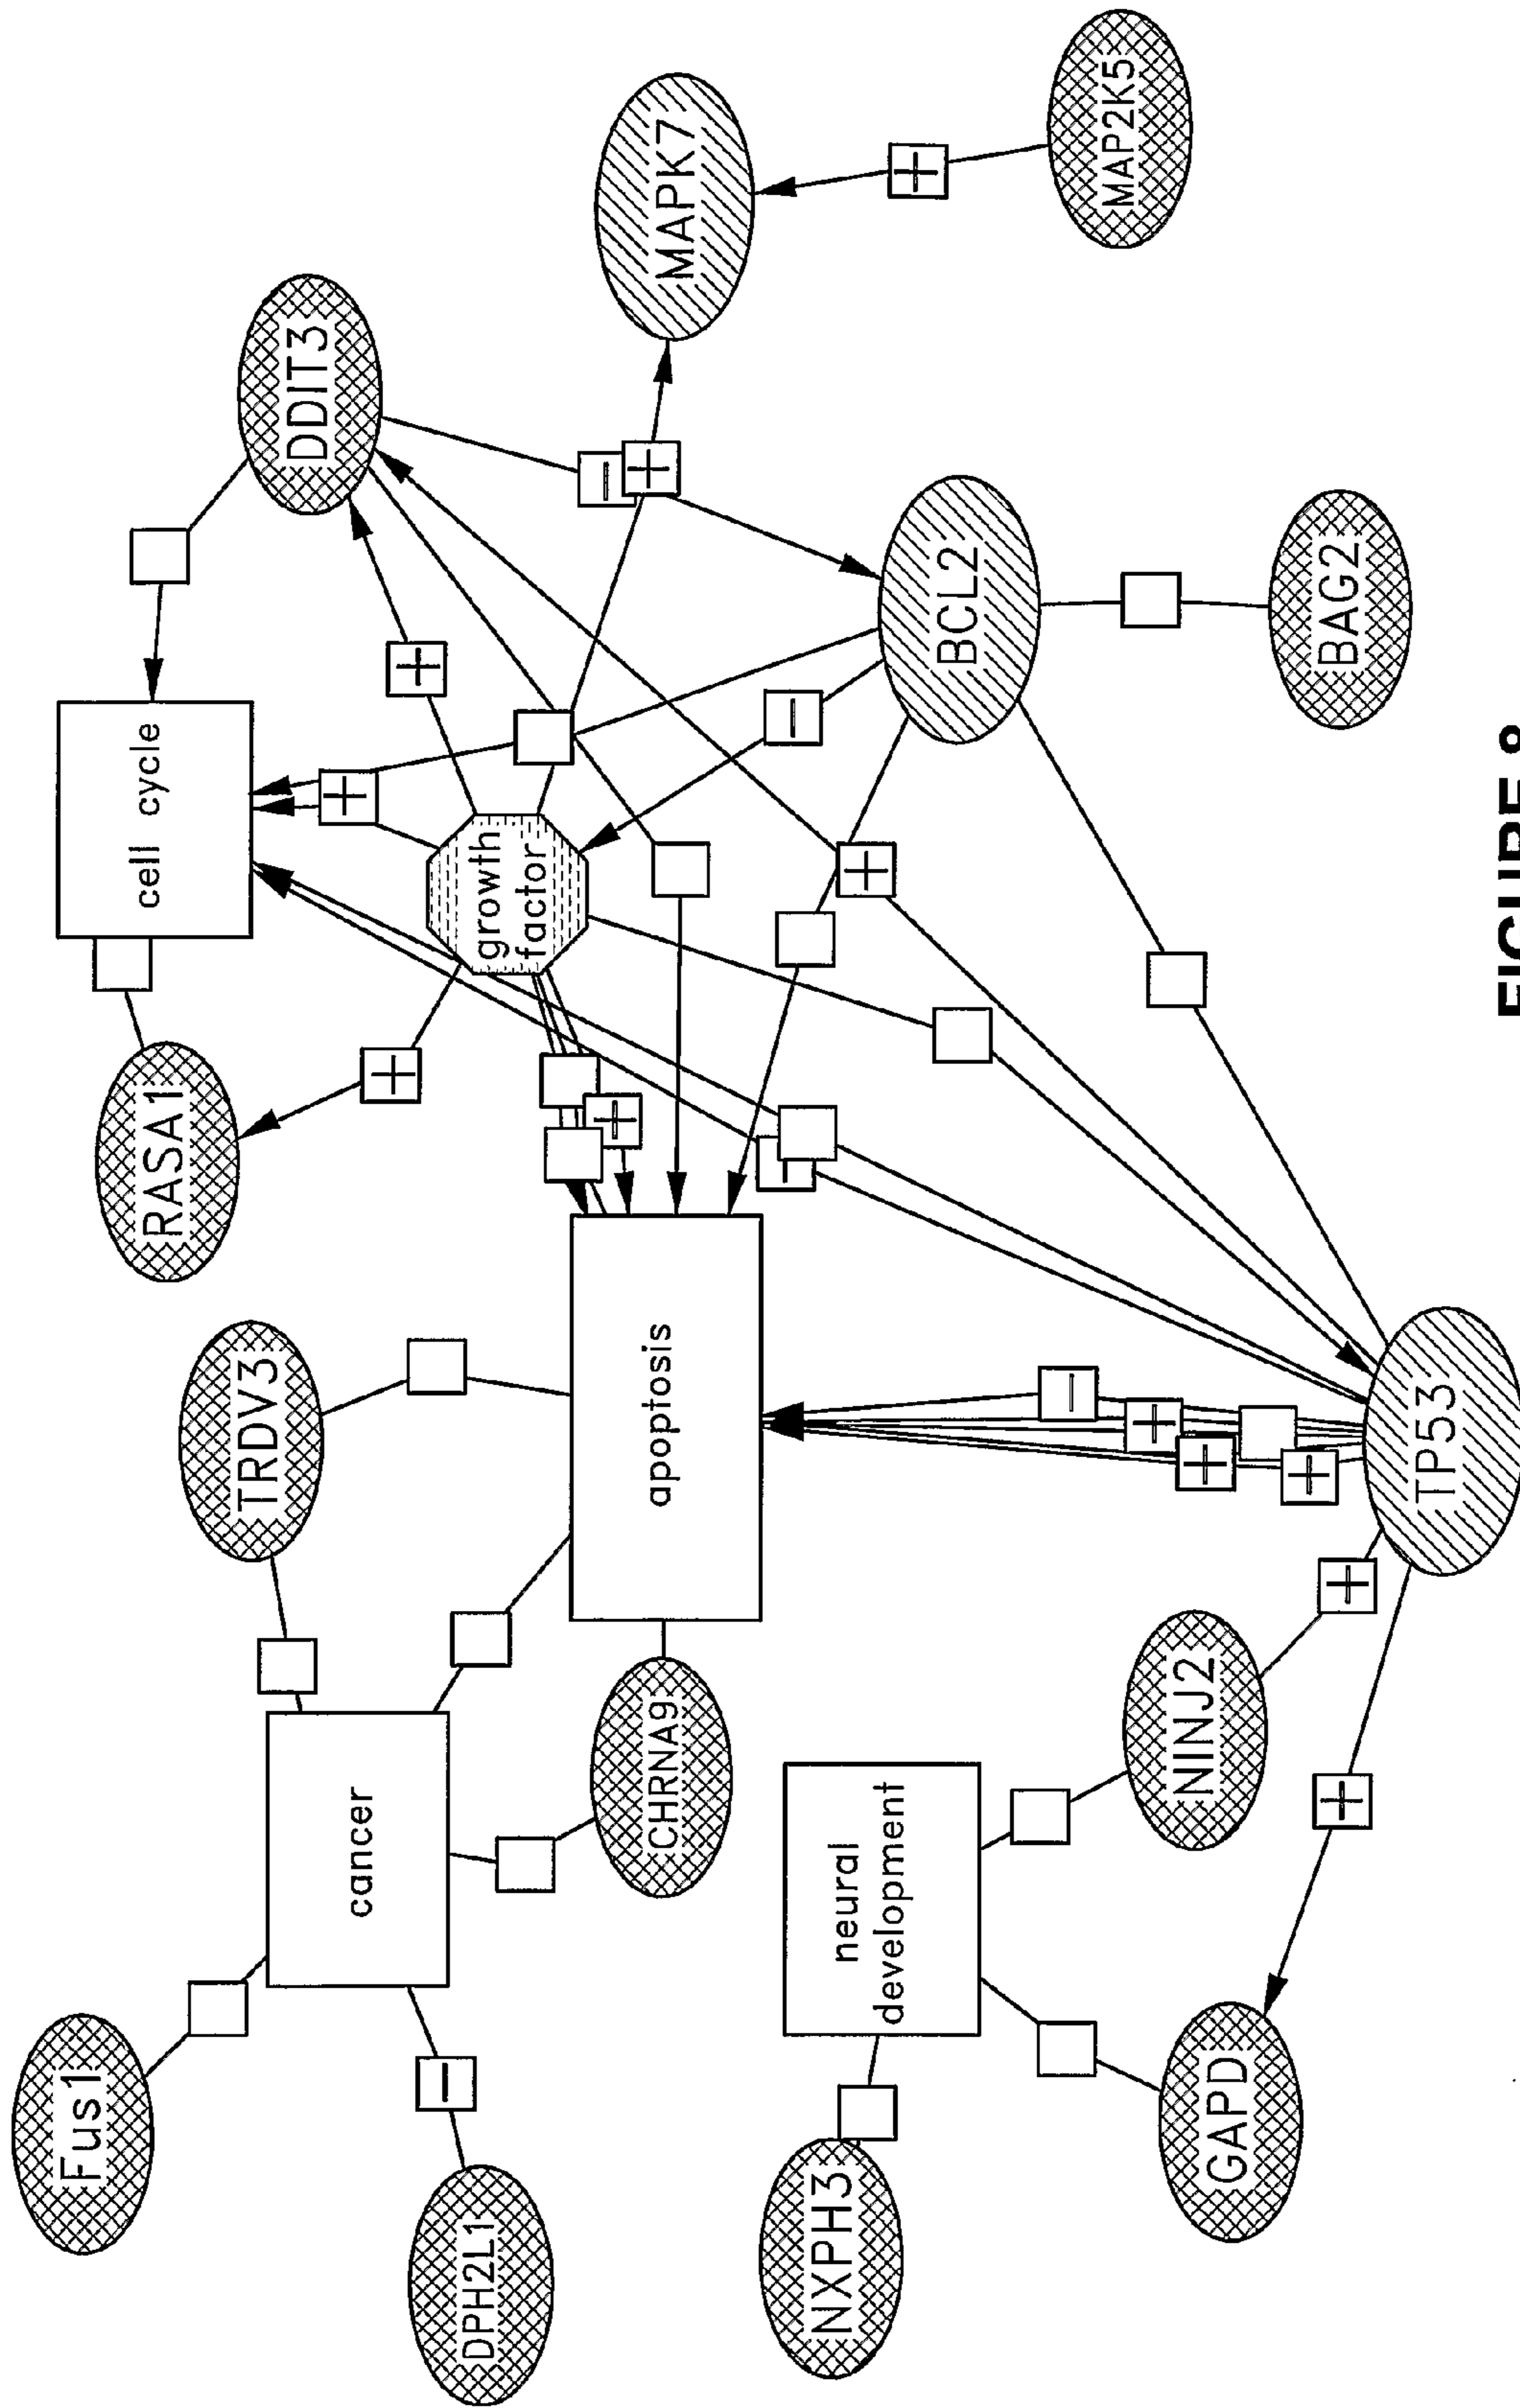 Fus1
RASA1
cell cycle
TRDV3
DDIT3
cancer
DPH2L1
growth
factor
CHRNA9
apoptosis
MAPK7
NXPH3
neural
development
BCL2
MAP2K5
NINJ2
GAPD
BAG2
TP53
FIGURE